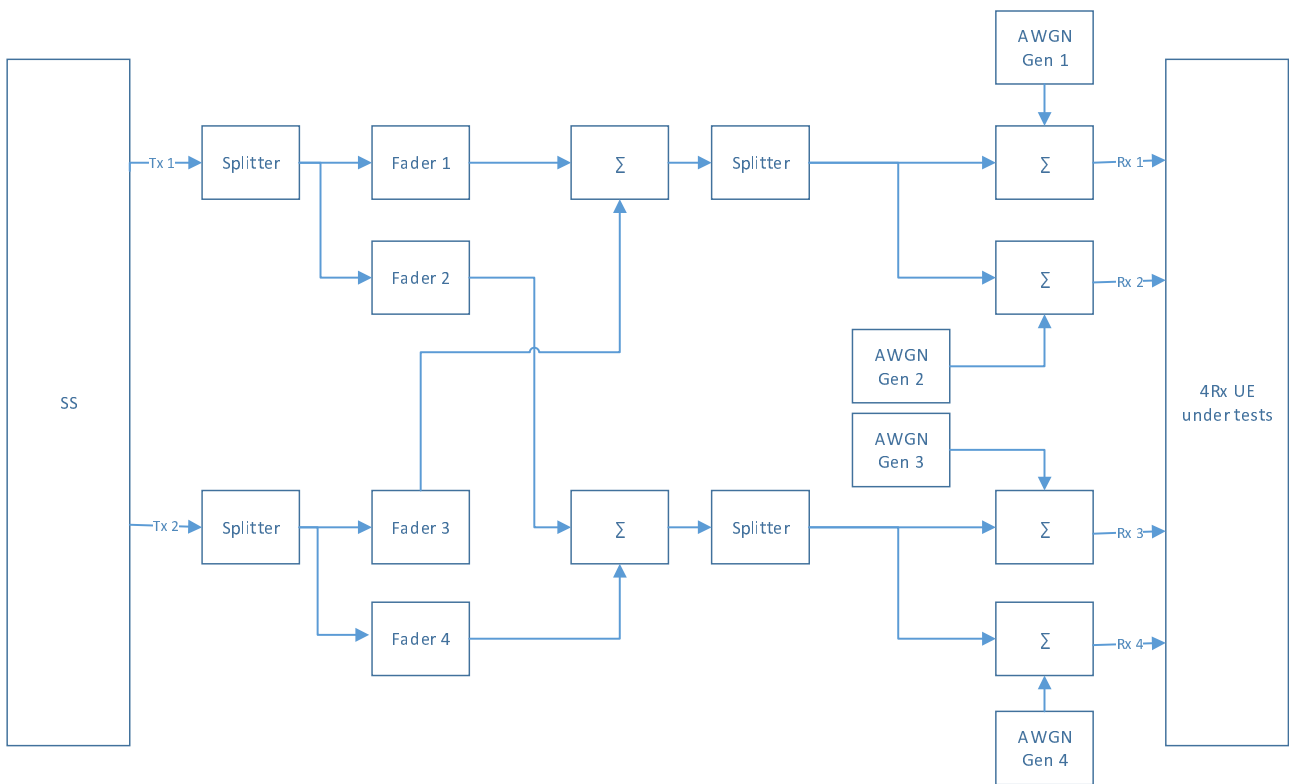 AWGN
Gen 1
Tx 1
Splitter
Fader 1
Σ
Splitter
Σ
Rx 1
Fader 2
Σ
Rx 2
AWGN
Gen 2
SS
4Rx UE
under tests
AWGN
Gen 3
Tx 2
Splitter
Fader 3
Σ
Splitter
Σ
Rx 3
Fader 4
Σ
Rx 4
AWGN
Gen 4